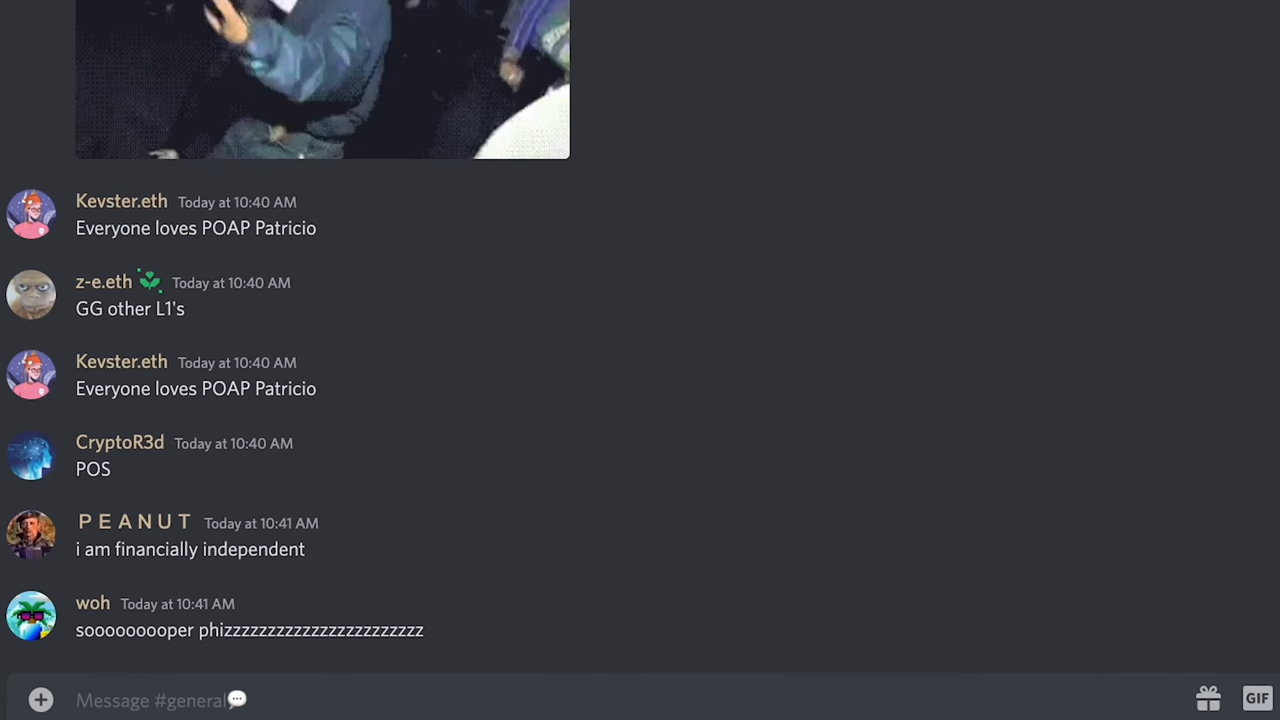 Kevster.eth Today at 10:40 AM
Everyone loves POAP Patricio
z-e.eth Today at 10:40 AM
GG other L1's
Kevster.eth Today at 10:40 AM
Everyone loves POAP Patricio
CryptoR3d Today at 10:40 AM
POS
P E A N U T Today at 10:41 AM
i am financially independent
woh Today at 10:41 AM
sooooooooper phizzzzzzzzzzzzzzzzzzzzzzz
Message #general💬
GIF